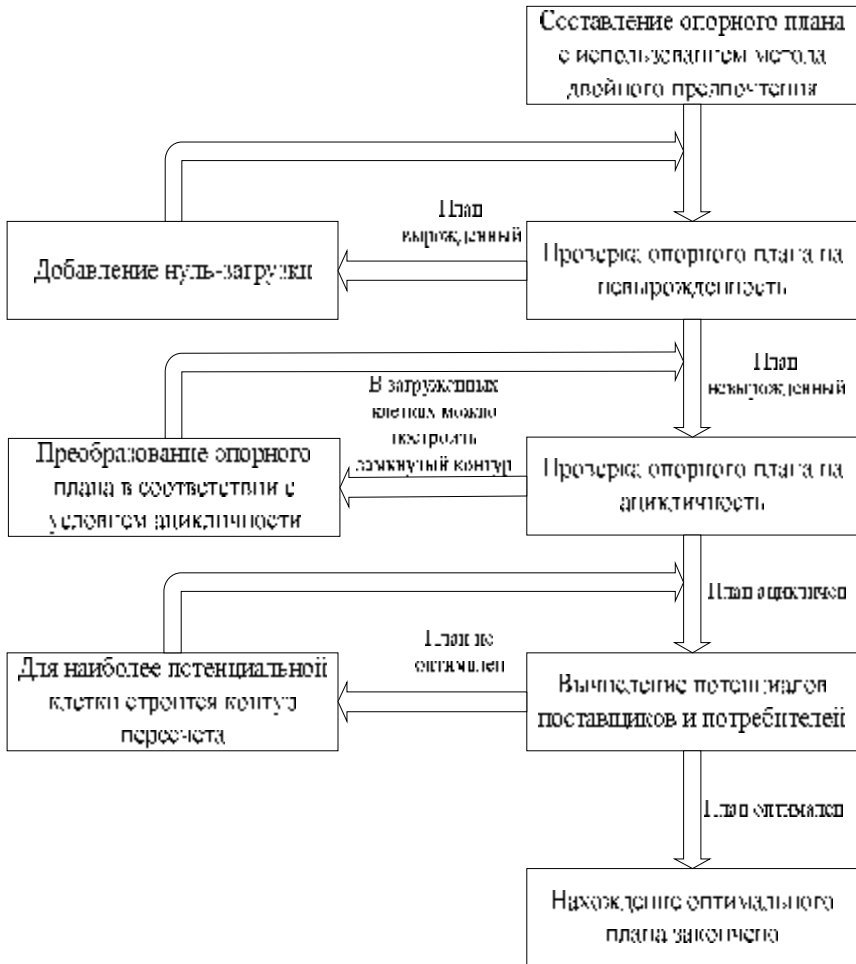 Составление опорного плана
с использованием метода
двойного предпочтения
План
вырожденный
Добавление нуль-загрузки
Проверка опорного плана на
невырожденность
План
невырожденный
В загруженных
клетках можно
построить
замкнутый контур
Преобразование опорного
плана в соответствии с
условием ацикличности
Проверка опорного плана на
ацикличность
План ацикличен
План не
оптимален
Для наиболее потенциальной
клетки строится контур
пересчета
Вычисление потенциалов
поставщиков и потребителей
План оптимален
Нахождение оптимального
плана закончено